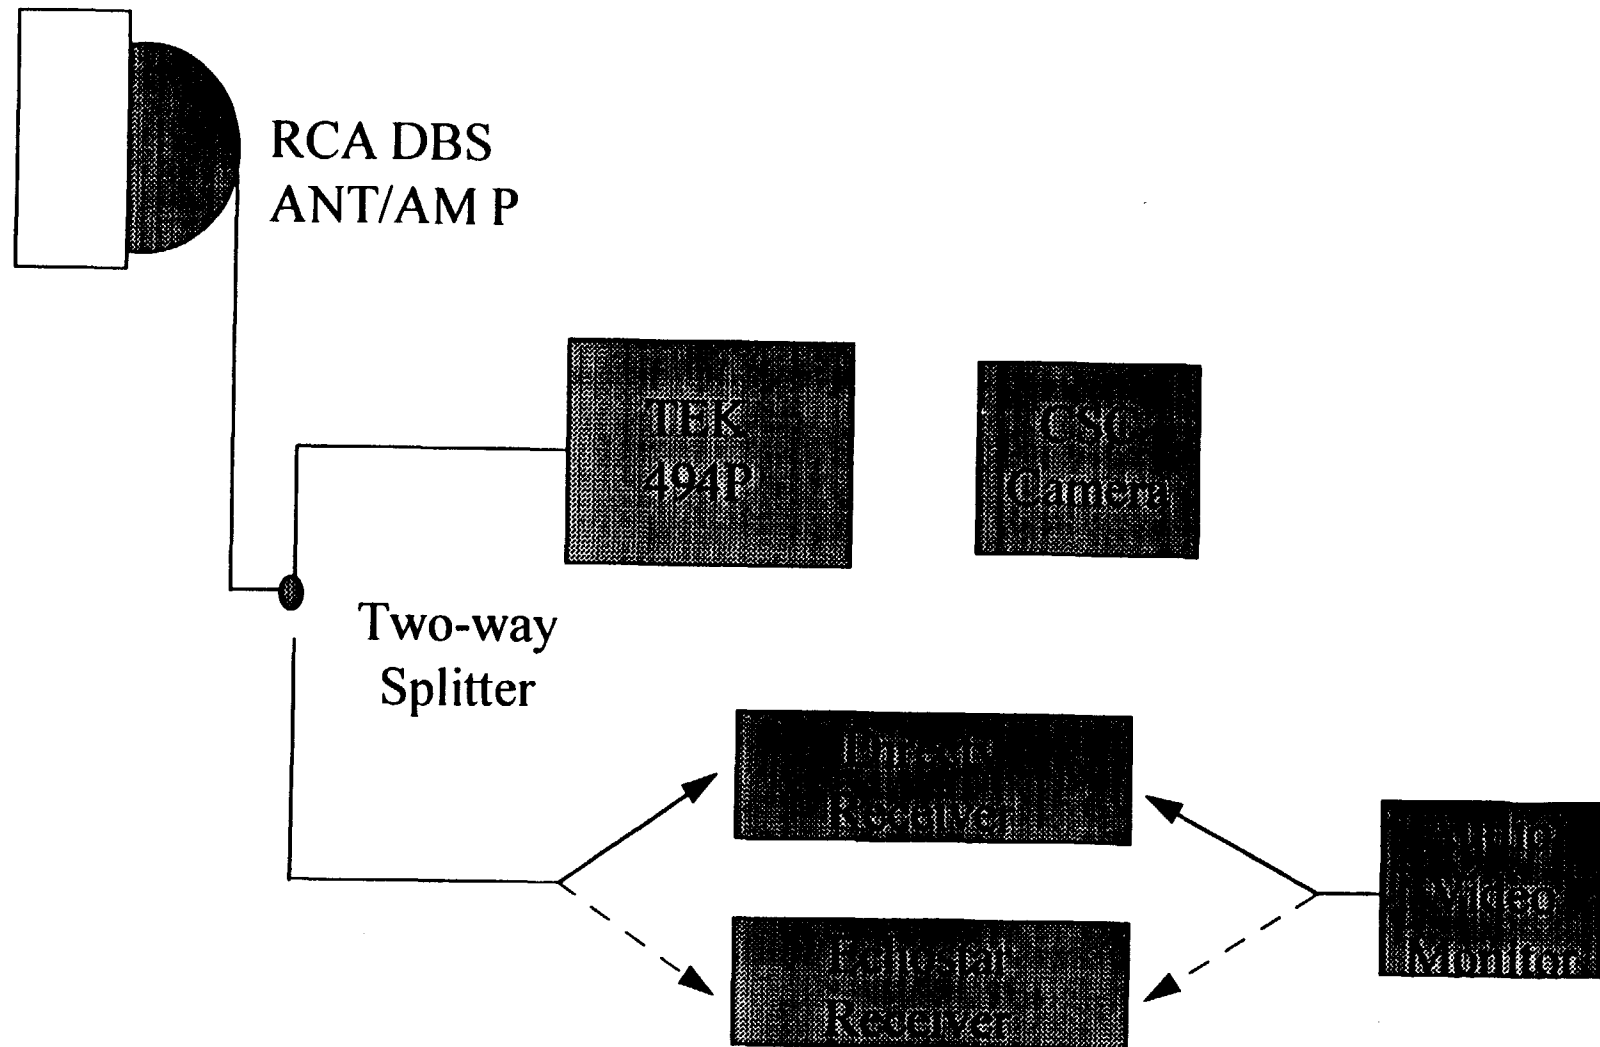 RCA DBS
ANT/AM P
TEK
494P
CSC
Camera
Two-way
Splitter
Receiver
Echostar
Receiver
Video
Monitor